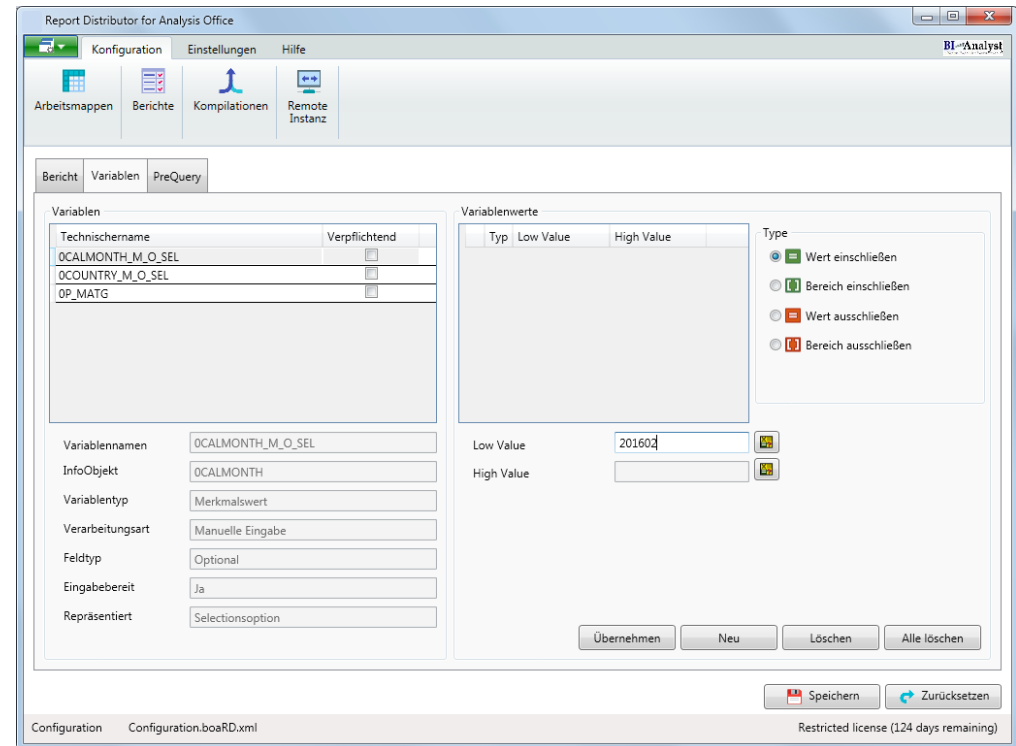 Report Distributor for Analysis Office
Konfiguration Einstellungen Hilfe
BI Analyst
Arbeitsmappen Berichte Kompilationen Remote
Instanz
Bericht Variablen PreQuery
Variablen
Technischername Verpflichtend
0CALMONTH_M_O_SEL
0COUNTRY_M_O_SEL
0P_MATG
Variablennamen 0CALMONTH_M_O_SEL
InfoObjekt 0CALMONTH
Variablentyp Merkmalswert
Verarbeitungsart Manuelle Eingabe
Feldtyp Optional
Eingabebereit Ja
Repräsentiert Selectionsoption
Variablenwerte
Typ Low Value High Value
Type
Wert einschließen
Bereich einschließen
Wert ausschließen
Bereich ausschließen
Low Value 201602
High Value
Übernehmen Neu Löschen Alle löschen
Speichern Zurücksetzen
Configuration Configuration.boaRD.xml Restricted license (124 days remaining)